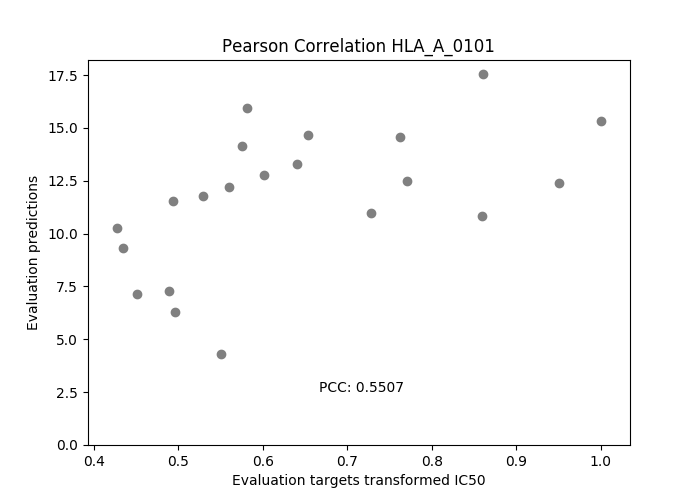 Pearson Correlation HLA_A_0101
17.5
15.0
12.5
10.0
7.5
5.0
2.5
0.0
Evaluation predictions
PCC: 0.5507
0.4 0.5 0.6 0.7 0.8 0.9 1.0
Evaluation targets transformed IC50